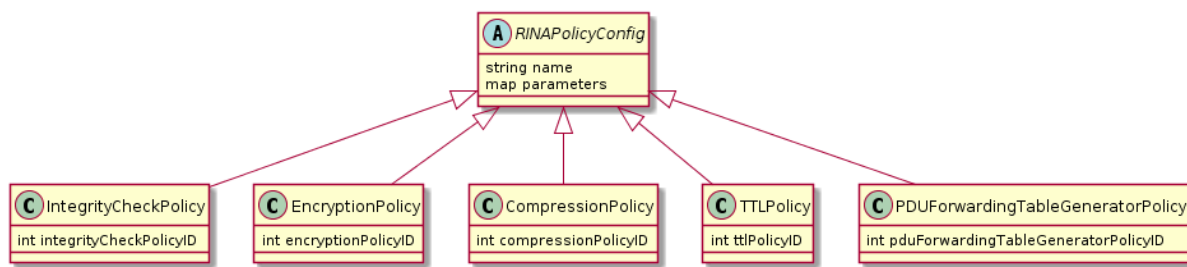 A RINAPolicyConfig
string name
map parameters
C IntegrityCheckPolicy
int integrityCheckPolicyID
C EncryptionPolicy
int encryptionPolicyID
C CompressionPolicy
int compressionPolicyID
C TTLPolicy
int ttlPolicyID
C PDUForwardingTableGeneratorPolicy
int pduForwardingTableGeneratorPolicyID